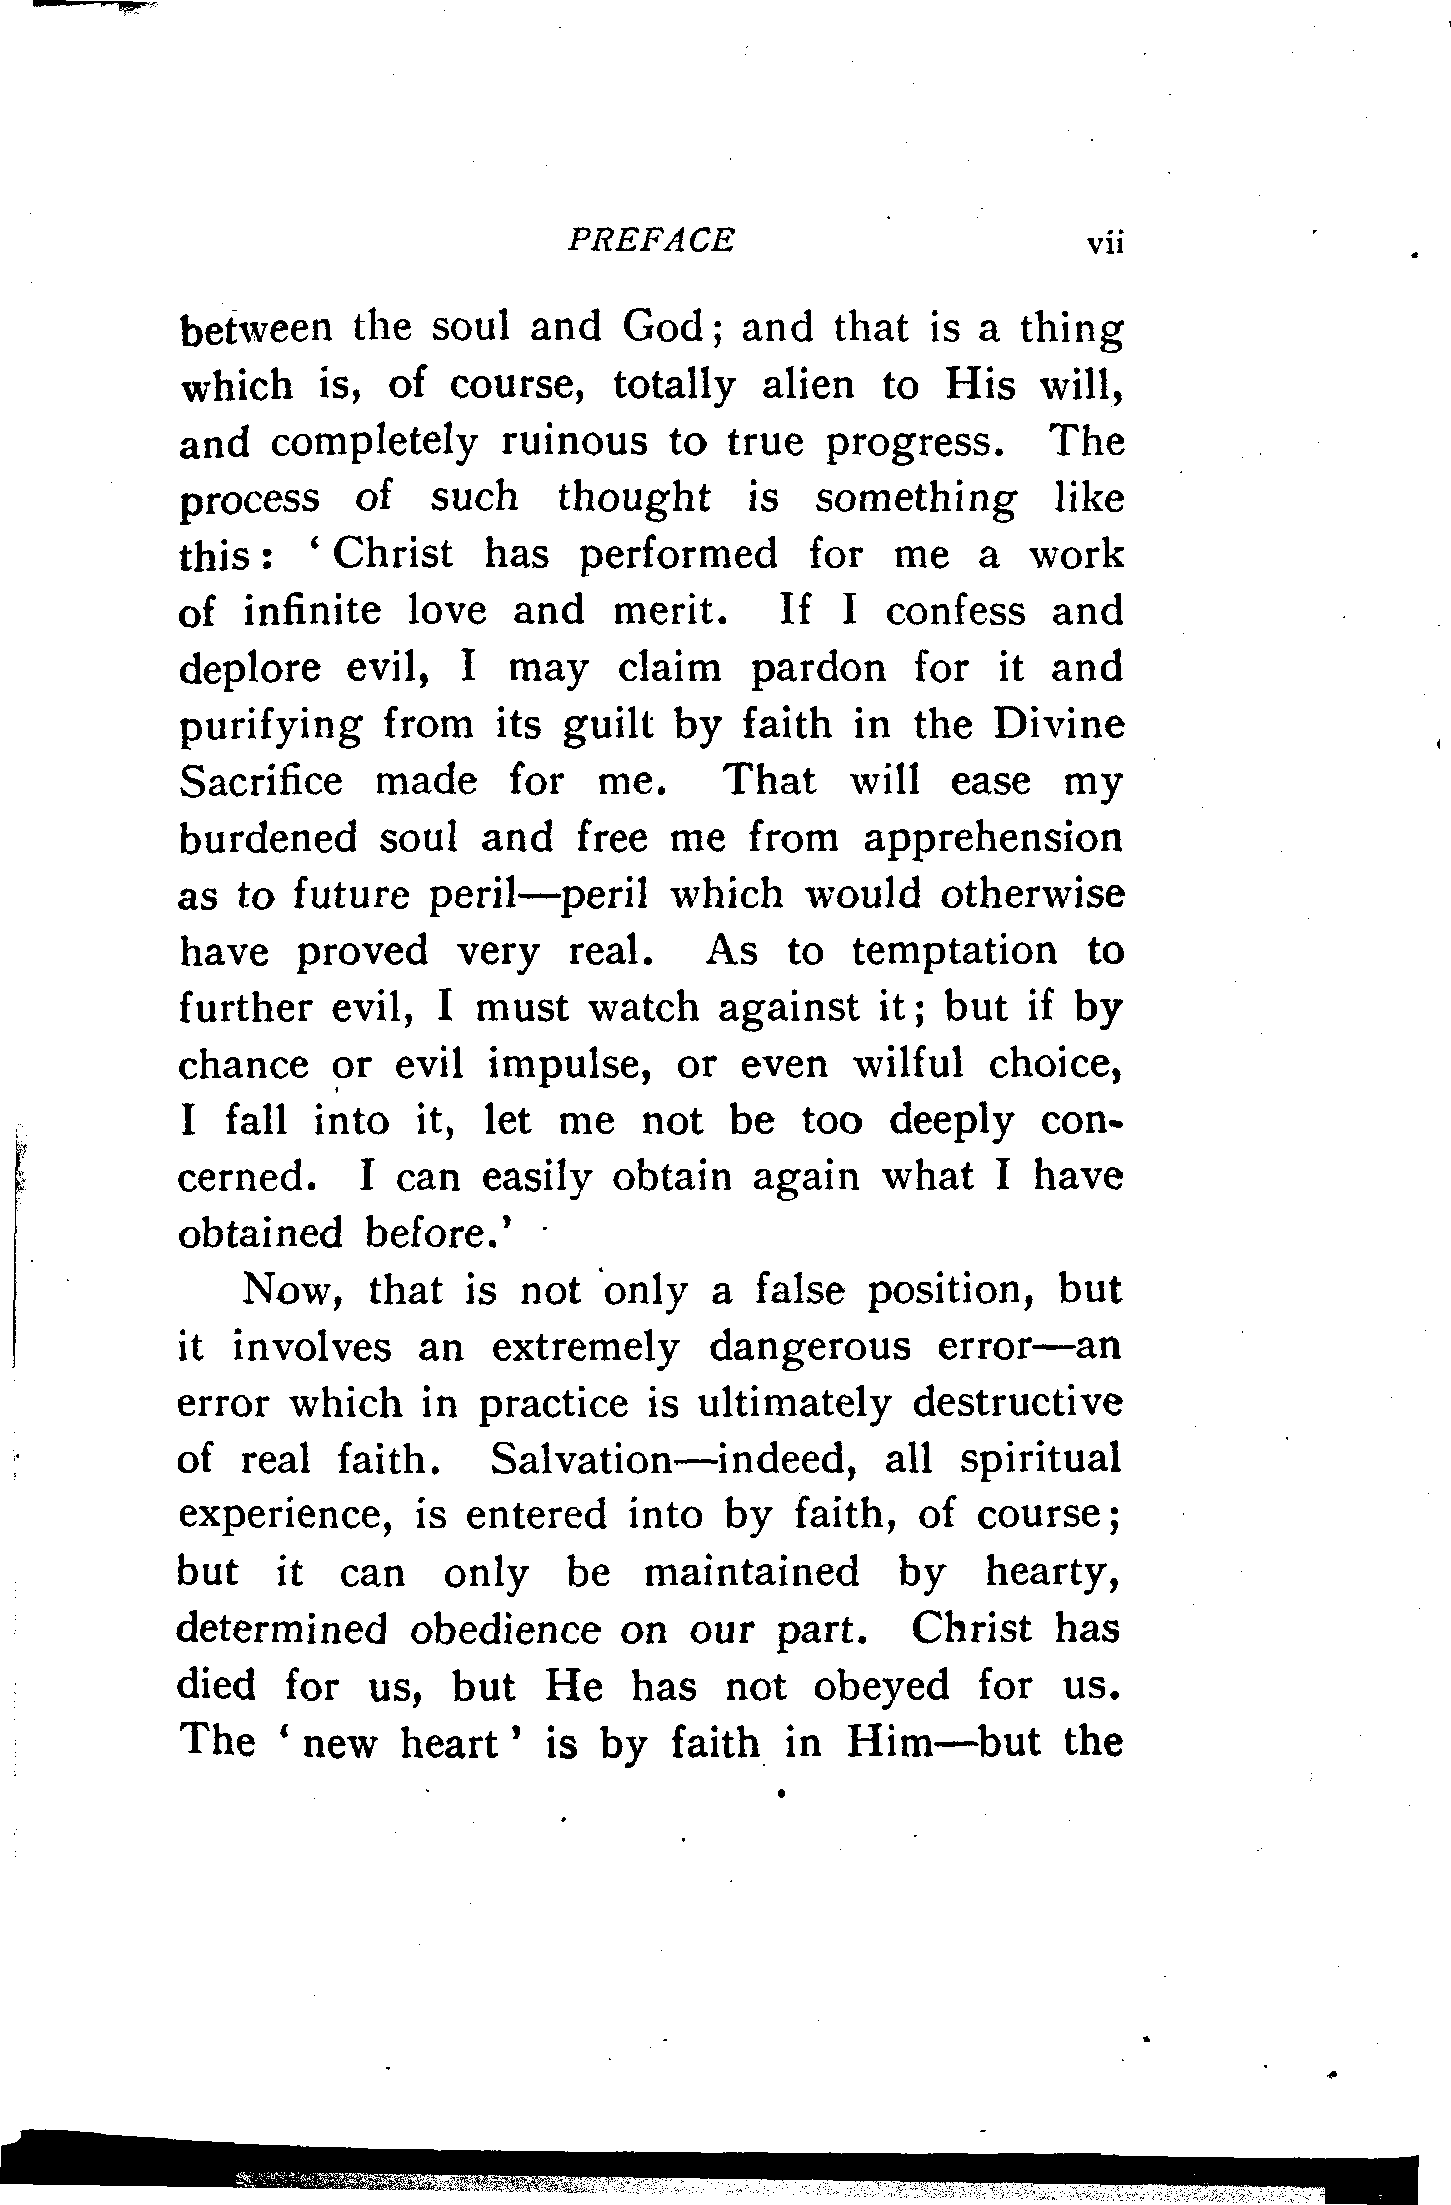 PREFACE vii
between the soul and God; and that is a thing
which is, of course, totally alien to His will,
and completely ruinous to true progress. The
process of such thought is something like
this: ‘Christ has performed for me a work
of infinite love and merit. If I confess and
deplore evil, I may claim pardon for it and
purifying from its guilt by faith in the Divine
Sacrifice made for me. That will ease my
burdened soul and free me from apprehension
as to future peril—peril which would otherwise
have proved very real. As to temptation to
further evil, I must watch against it; but if by
chance or evil impulse, or even wilful choice,
I fall into it, let me not be too deeply con-
cerned. I can easily obtain again what I have
obtained before.’
Now, that is not only a false position, but
it involves an extremely dangerous error—an
error which in practice is ultimately destructive
of real faith. Salvation—indeed, all spiritual
experience, is entered into by faith, of course;
but it can only be maintained by hearty,
determined obedience on our part. Christ has
died for us, but He has not obeyed for us.
The ‘new heart’ is by faith in Him—but the